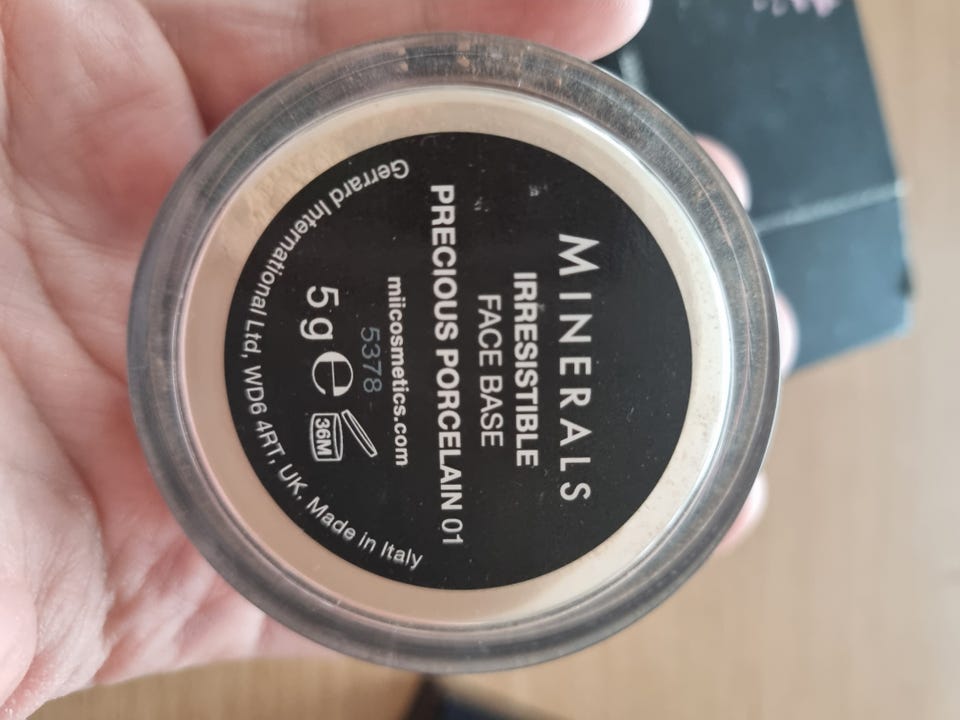 MINERALS
IRRESISTIBLE
FACE BASE
PRECIOUS PORCELAIN 01
miicosmetics.com
5378
5 g e
36M
Gerrard International Ltd, WD6 4RT, UK, Made in Italy